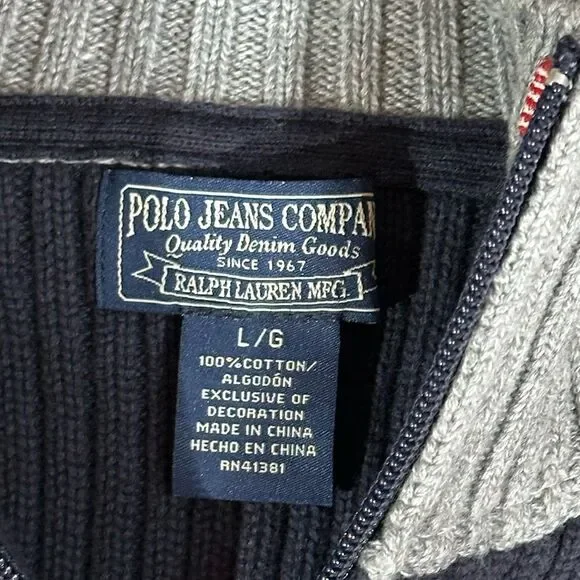 POLO JEANS COMPAN
Quality Denim Goods
SINCE 1967
RALPH LAUREN MFG.
L/G
100%COTTON/
ALGODÓN
EXCLUSIVE OF
DECORATION
MADE IN CHINA
HECHO EN CHINA
RN41381